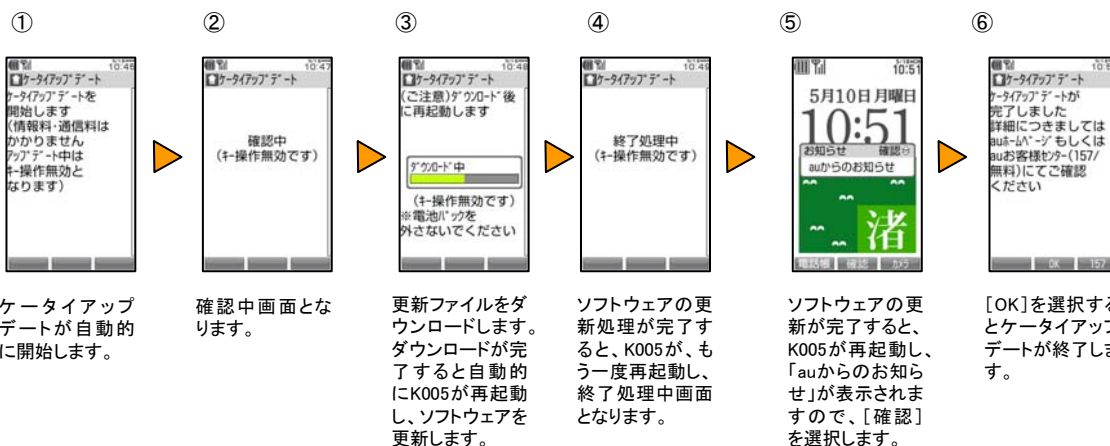 ①
②
③
④
⑤
⑥
10:45
ケータイアップデート
ケータイアップデートを
開始します
(情報料・通信料は
かかりません
アップデート中は
キー操作無効と
なります)
10:47
ケータイアップデート
確認中
(キー操作無効です)
10:48
ケータイアップデート
(ご注意)ダウンロード後
に再起動します
ダウンロード中
(キー操作無効です)
※電池パックを
外さないでください
10:49
ケータイアップデート
終了処理中
(キー操作無効です)
10:51
5月10日月曜日
10:51
お知らせ 確認
auからのお知らせ
渚
電話帳 確認 カメラ
ケータイアップデート
ケータイアップデートが
完了しました
詳細につきましては
auホームページもしくは
auお客様センター(157/
無料)にてご確認
ください
OK 157
ケータイアップ
デートが自動的
に開始します。
確認中画面とな
ります。
更新ファイルをダ
ウンロードします。
ダウンロードが完
了すると自動的
にK005が再起動
し、ソフトウェアを
更新します。
ソフトウェアの更
新処理が完了す
ると、K005が、も
う一度再起動し、
終了処理中画面
となります。
ソフトウェアの更
新が完了すると、
K005が再起動し、
「auからのお知ら
せ」が表示されま
すので、[確認]
を選択します。
[OK]を選択する
とケータイアップ
デートが終了しま
す。